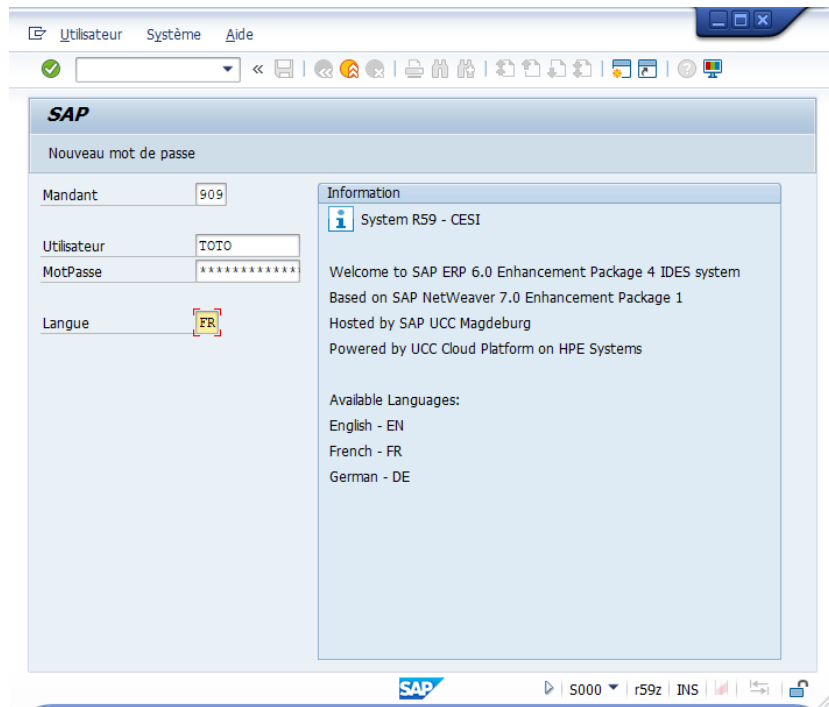 Utilisateur Système Aide
SAP
Nouveau mot de passe
Mandant 909
Utilisateur TOTO
MotPasse ************
Langue FR
Information
System R59 - CESI
Welcome to SAP ERP 6.0 Enhancement Package 4 IDES system
Based on SAP NetWeaver 7.0 Enhancement Package 1
Hosted by SAP UCC Magdeburg
Powered by UCC Cloud Platform on HPE Systems
Available Languages:
English - EN
French - FR
German - DE
SAP S000 r59z INS